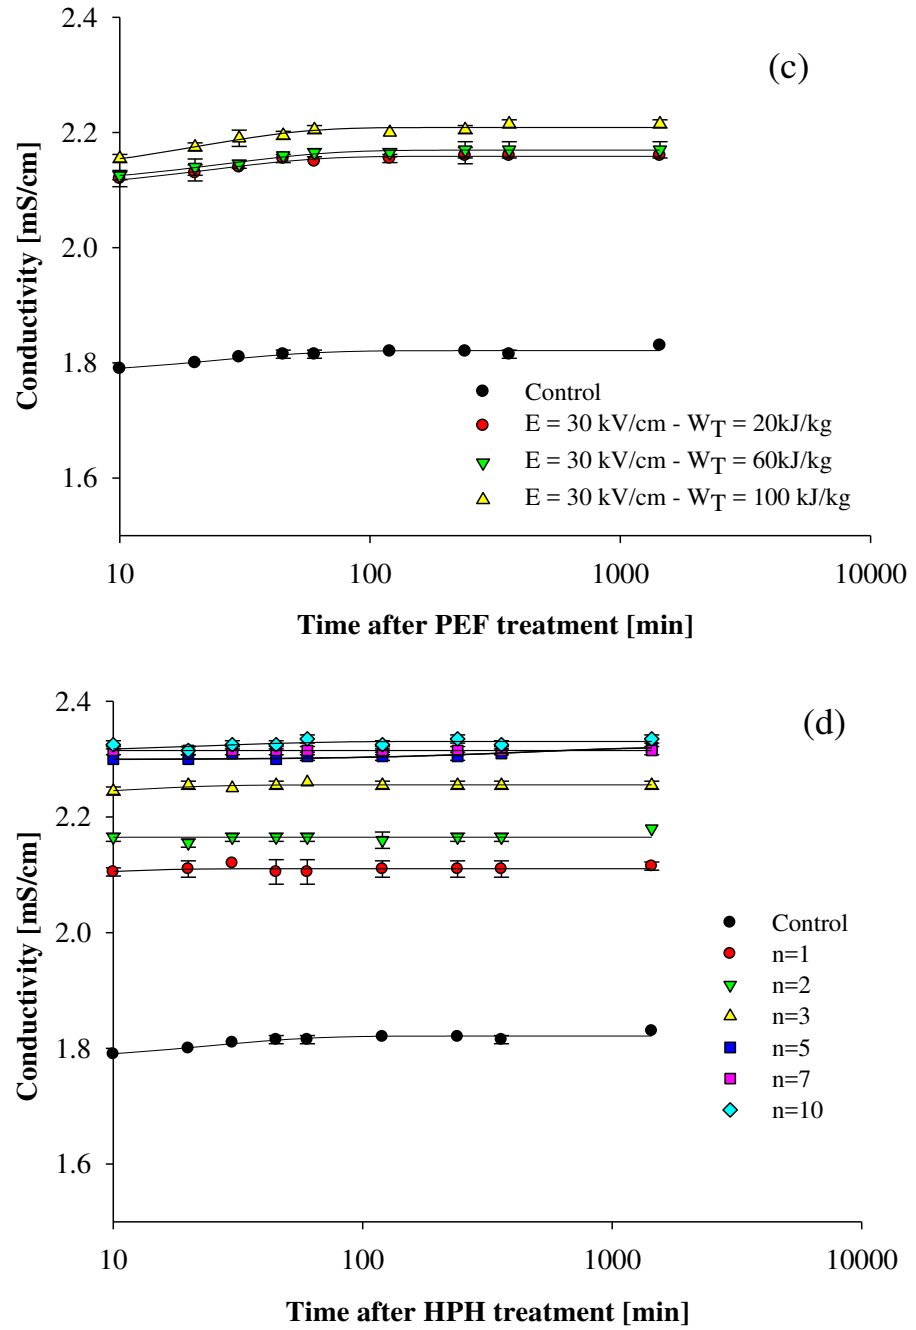 (c)
2.4
2.2
2.0
1.8
1.6
Conductivity [mS/cm]
Control
E = 30 kV/cm - WT = 20kJ/kg
E = 30 kV/cm - WT = 60kJ/kg
E = 30 kV/cm - WT = 100 kJ/kg
10 100 1000 10000
Time after PEF treatment [min]
(d)
2.4
2.2
2.0
1.8
1.6
Conductivity [mS/cm]
Control
n=1
n=2
n=3
n=5
n=7
n=10
10 100 1000 10000
Time after HPH treatment [min]